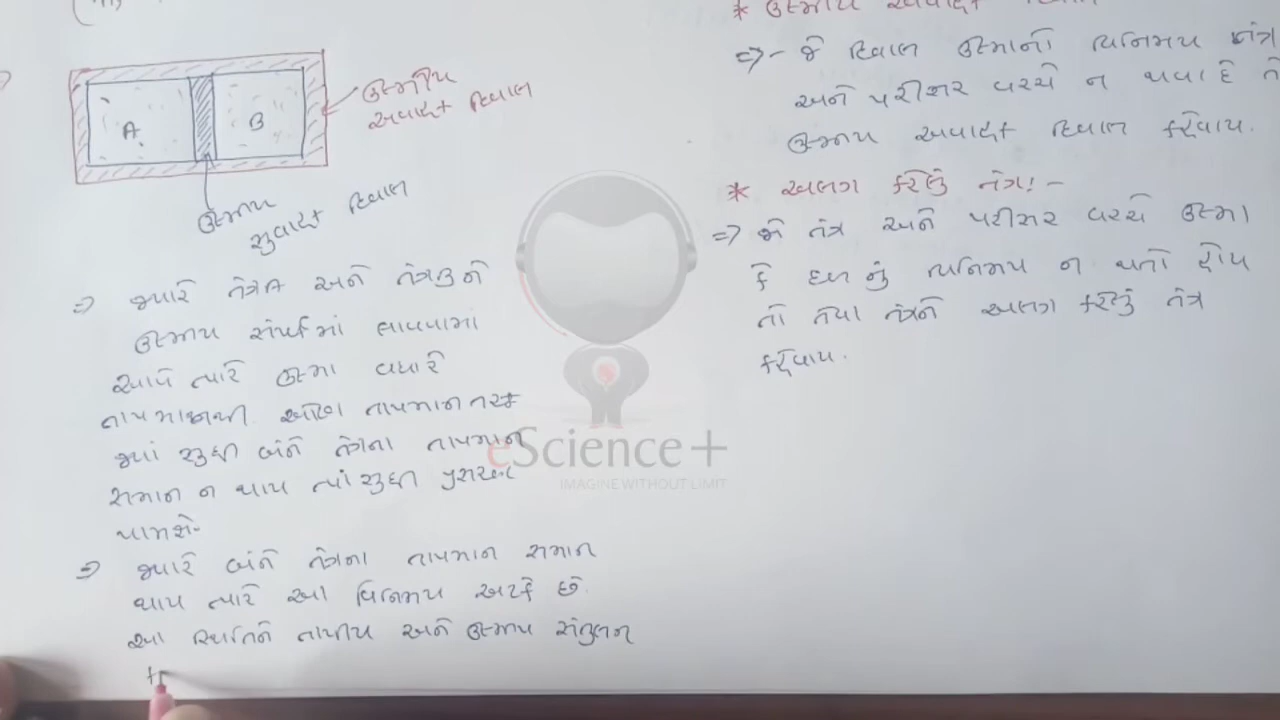 A
B
ઉષ્મીય
અવાહક દિવાલ
ઉષ્મીય
સુવાહક દિવાલ
=> જ્યારે તંત્ર A અને તંત્ર B ને
ઉષ્મીય સંપર્કમાં લાવવામાં
આવે ત્યારે ઉષ્મા વધારે
તાપમાનથી ઓછા તાપમાન તરફ
જ્યાં સુધી બંને તંત્રના તાપમાન
સમાન ન થાય ત્યાં સુધી પ્રસરણ
પામશે.
=> જ્યારે બંને તંત્રના તાપમાન સમાન
થાય ત્યારે આ વિનિમય અટકે છે.
આ સ્થિતિને તાપીય અને ઉષ્મીય સંતુલન
* ઉષ્મીય અવાહક
=> - જે દિવાલ ઉષ્માનો વિનિમય તંત્ર
અને પરીસર વચ્ચે ન થવા દે તે
ઉષ્મીય અવાહક દિવાલ કહેવાય.
* અલગ કરેલું તંત્ર :-
=> જો તંત્ર અને પરીસર વચ્ચે ઉષ્મા
કે દળ નું વિનિમય ન થતો હોય
તો તેવા તંત્રને અલગ કરેલું તંત્ર
કહેવાય.
eScience+
IMAGINE WITHOUT LIMIT